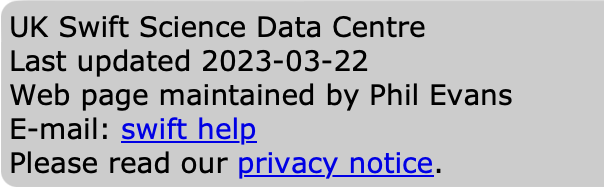 UK Swift Science Data Centre
Last updated 2023-03-22
Web page maintained by Phil Evans
E-mail: swift help
Please read our privacy notice.